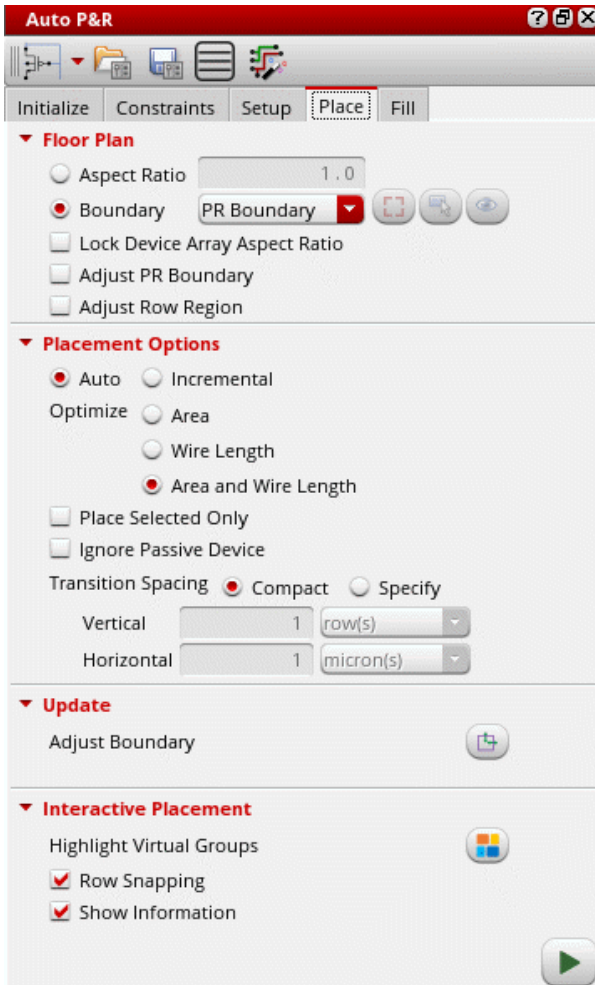 Auto P&R
Initialize Constraints Setup Place Fill
Floor Plan
Aspect Ratio 1.0
Boundary PR Boundary
Lock Device Array Aspect Ratio
Adjust PR Boundary
Adjust Row Region
Placement Options
Auto Incremental
Optimize Area
Wire Length
Area and Wire Length
Place Selected Only
Ignore Passive Device
Transition Spacing Compact Specify
Vertical 1 row(s)
Horizontal 1 micron(s)
Update
Adjust Boundary
Interactive Placement
Highlight Virtual Groups
Row Snapping
Show Information